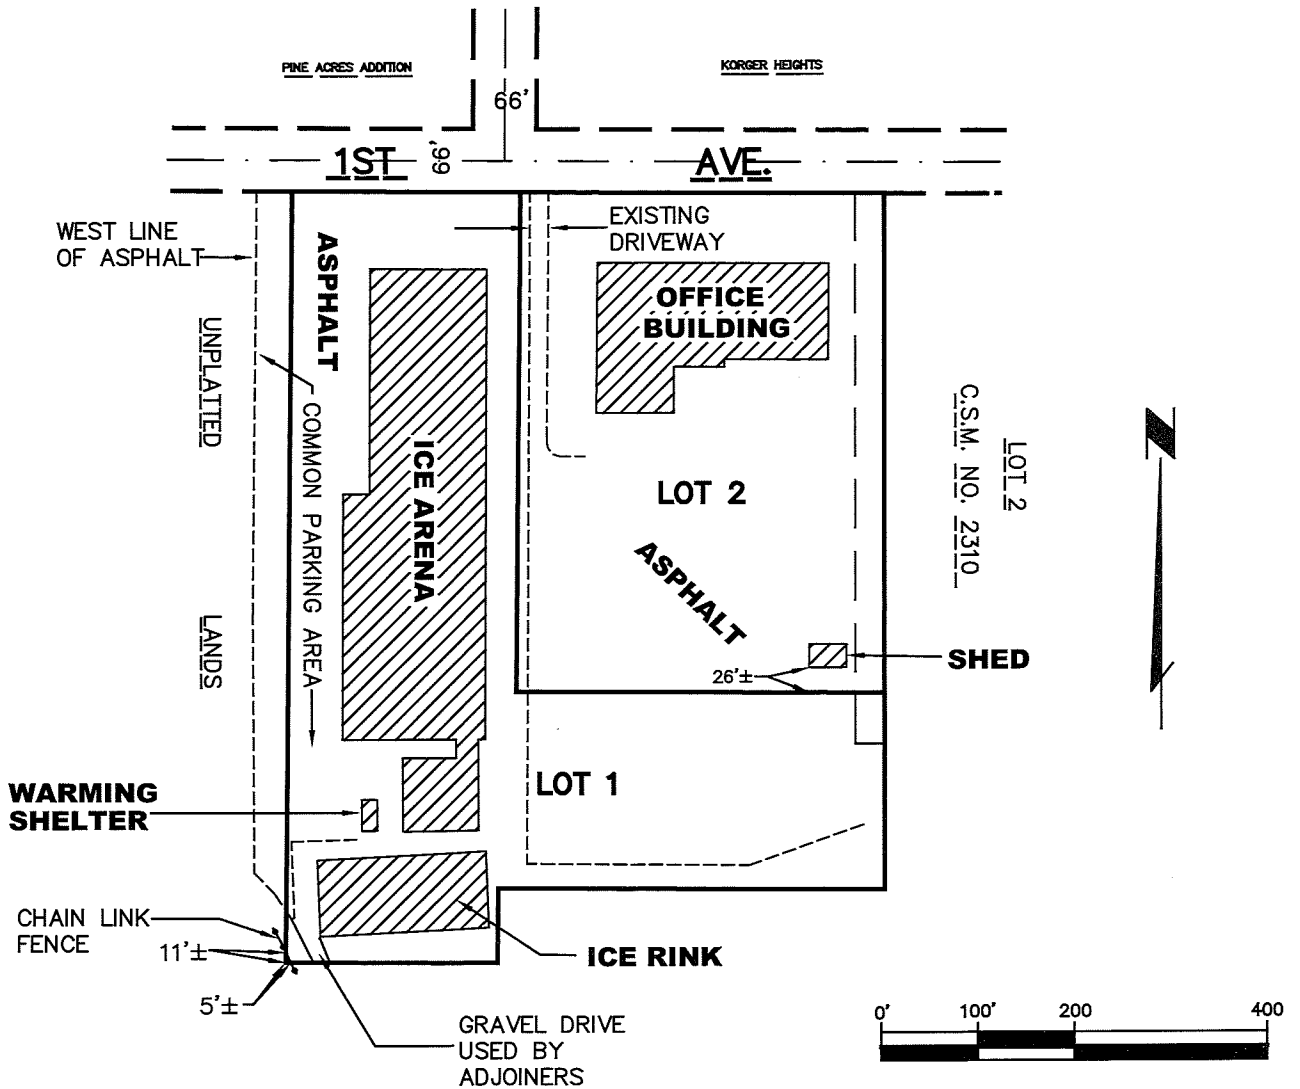 PINE ACRES ADDITION
KORGER HEIGHTS
66'
1ST
66'
AVE.
WEST LINE
OF ASPHALT
ASPHALT
EXISTING
DRIVEWAY
OFFICE
BUILDING
UNPLATTED
LANDS
COMMON PARKING AREA
ICE ARENA
LOT 2
ASPHALT
LOT 2
C.S.M. NO. 2310
SHED
26'±
WARMING
SHELTER
LOT 1
CHAIN LINK
FENCE
11'±
5'±
ICE RINK
GRAVEL DRIVE
USED BY
ADJOINERS
0' 100' 200 400
N